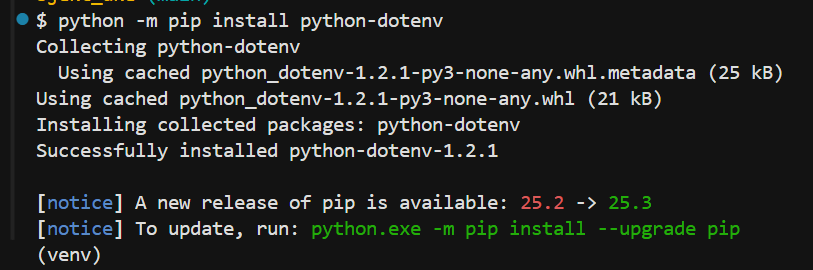 $ python -m pip install python-dotenv
Collecting python-dotenv
  Using cached python_dotenv-1.2.1-py3-none-any.whl.metadata (25 kB)
Using cached python_dotenv-1.2.1-py3-none-any.whl (21 kB)
Installing collected packages: python-dotenv
Successfully installed python-dotenv-1.2.1

[notice] A new release of pip is available: 25.2 -> 25.3
[notice] To update, run: python.exe -m pip install --upgrade pip
(venv)